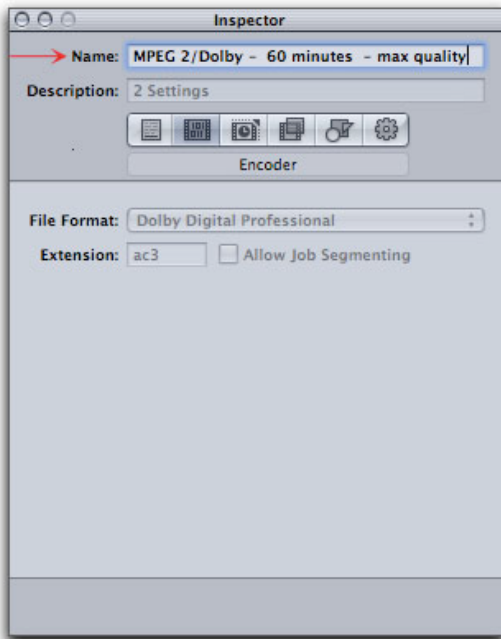 Inspector
Name: MPEG 2/Dolby - 60 minutes - max quality
Description: 2 Settings
Encoder
File Format: Dolby Digital Professional
Extension: ac3 Allow Job Segmenting